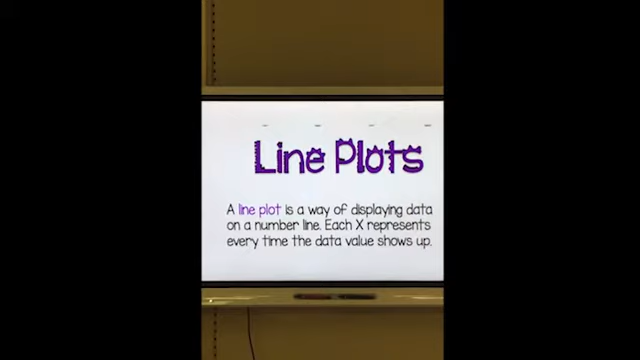 Line Plots
A line plot is a way of displaying data
on a number line. Each X represents
every time the data value shows up.